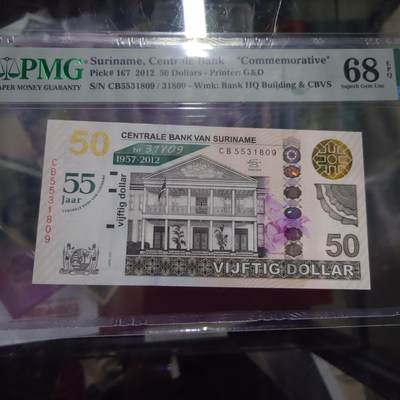 PMG
PAPER MONEY GUARANTY
Suriname, Centrale Bank "Commemorative"
Pick# 167 2012 50 Dollars - Printer: G&D
S/N CB5531809 / 31809 - Wmk: Bank HQ Building & CBVS
68 EPQ
Superb Gem Unc
50
CENTRALE BANK VAN SURINAME
Nr 31809
1957-2012
CB5531809
CB5531809
55
Jaar
vijftig dollar
50
VIJFTIG DOLLAR